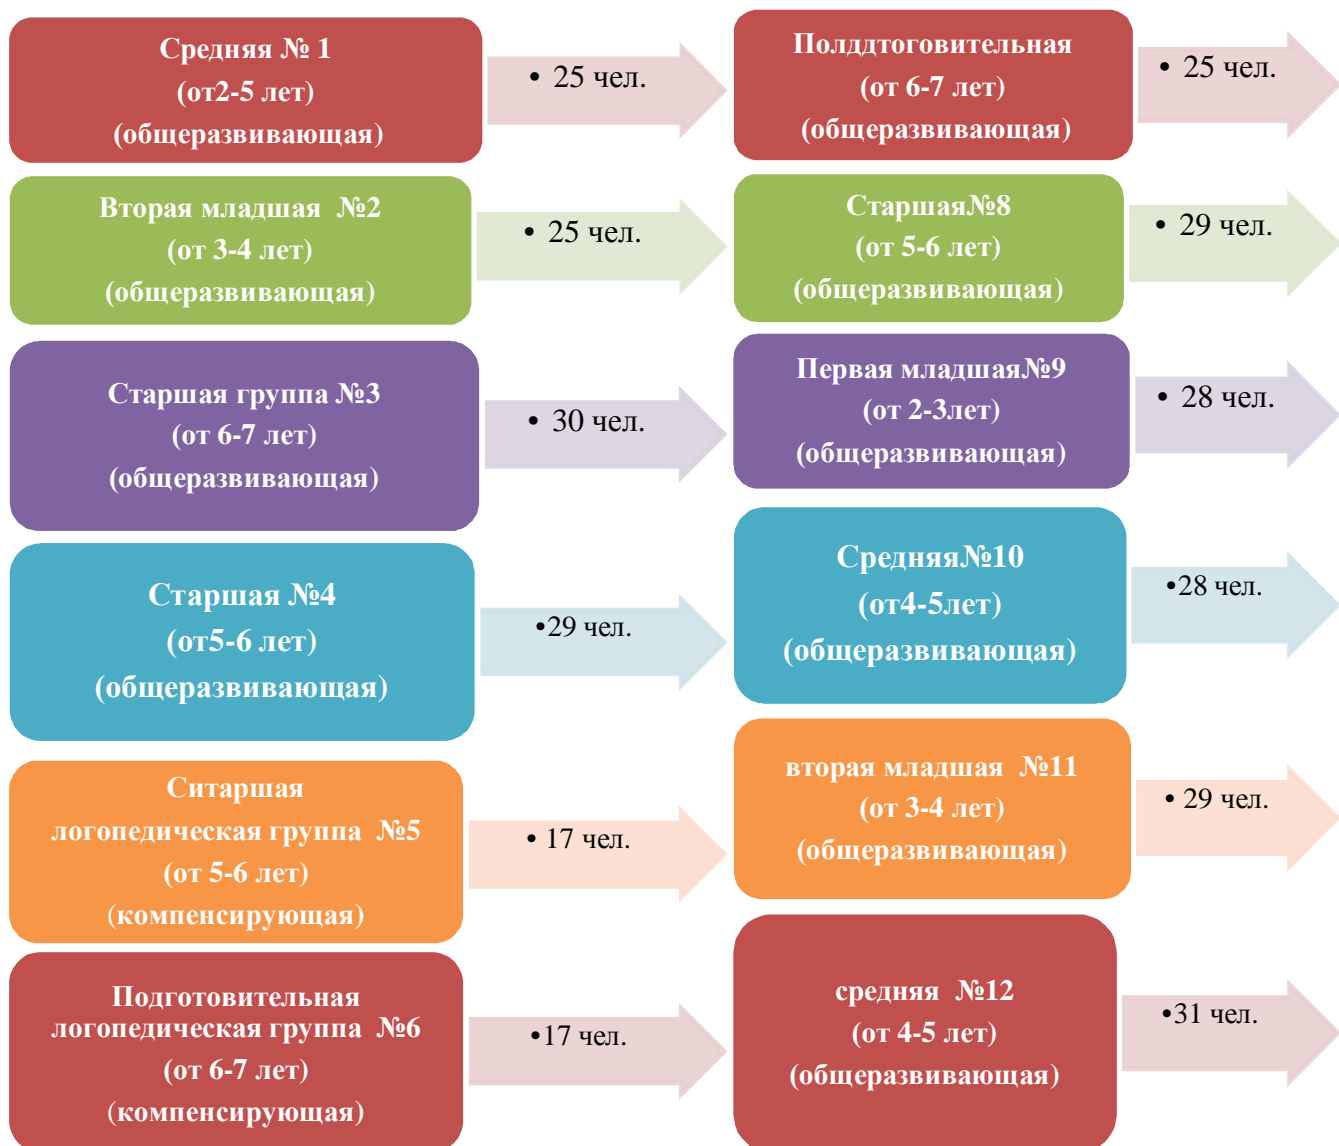 Средняя № 1
(от2-5 лет)
(общеразвивающая)
• 25 чел.
Полддтоговительная
(от 6-7 лет)
(общеразвивающая)
• 25 чел.
Вторая младшая №2
(от 3-4 лет)
(общеразвивающая)
• 25 чел.
Старшая№8
(от 5-6 лет)
(общеразвивающая)
• 29 чел.
Старшая группа №3
(от 6-7 лет)
(общеразвивающая)
• 30 чел.
Первая младшая№9
(от 2-3лет)
(общеразвивающая)
• 28 чел.
Старшая №4
(от5-6 лет)
(общеразвивающая)
•29 чел.
Средняя№10
(от4-5лет)
(общеразвивающая)
•28 чел.
Ситаршая
логопедическая группа №5
(от 5-6 лет)
(компенсирующая)
• 17 чел.
вторая младшая №11
(от 3-4 лет)
(общеразвивающая)
• 29 чел.
Подготовительная
логопедическая группа №6
(от 6-7 лет)
(компенсирующая)
•17 чел.
средняя №12
(от 4-5 лет)
(общеразвивающая)
•31 чел.